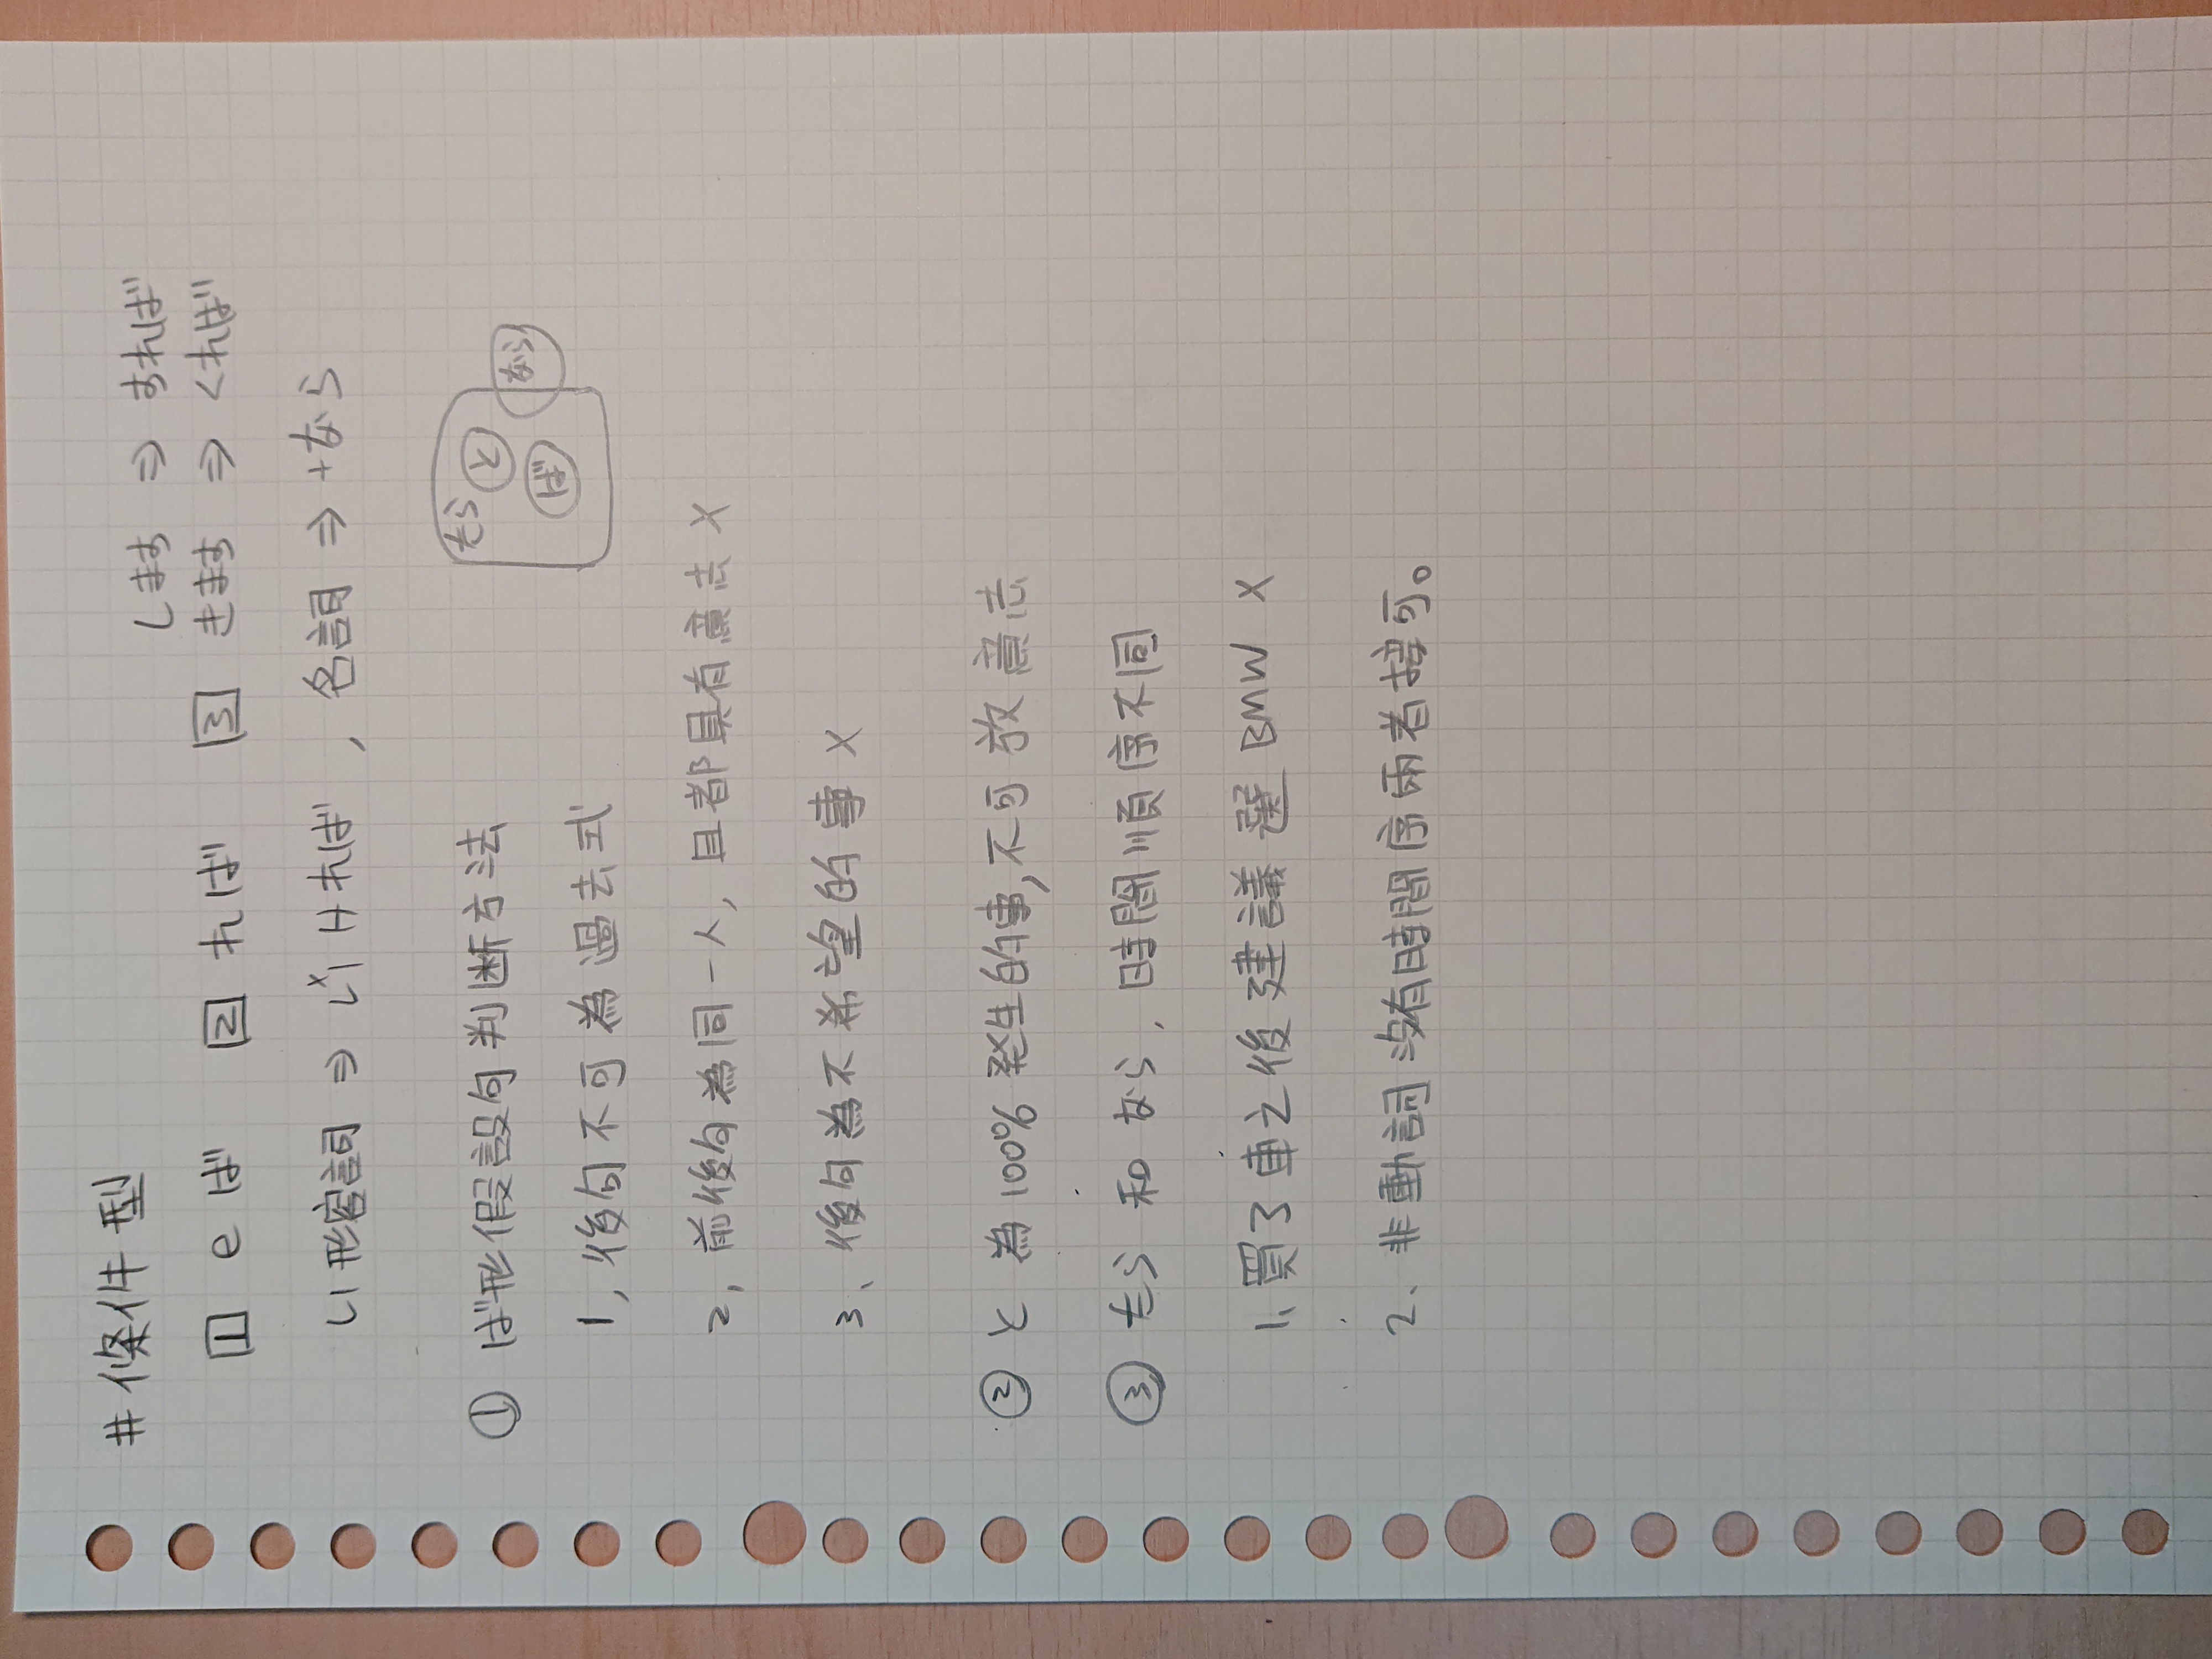 # 條件型
します ⇒ すれば
1 e ば 2 れば 3 きます ⇒ くれば
い形容詞 ⇒ い ければ , 名詞 ⇒ +なら
① ば形假設句判斷方法
たら と ば なら
1, 後句不可為過去式
2, 前後句為同一人, 且都具有意志 X
3、後句為不希望的事 X
② と 為100%發生的事, 不可放意志
③ たら 和 なら, 時間順序不同
1、買了車之後建議選 BMW X
2、非動詞沒有時間序兩者接可。